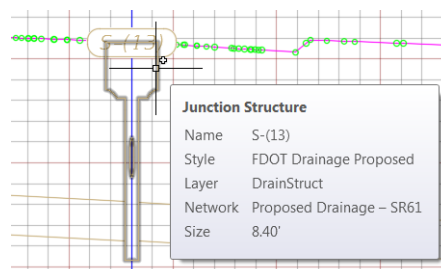 S-(13)
Junction Structure
Name S-(13)
Style FDOT Drainage Proposed
Layer DrainStruct
Network Proposed Drainage – SR61
Size 8.40'